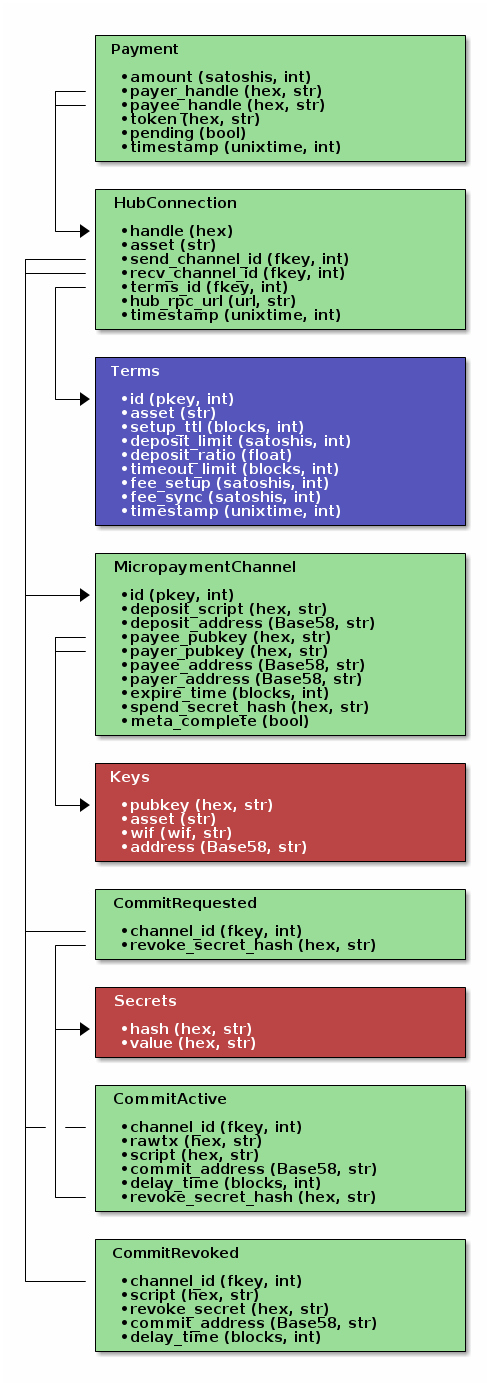 Payment
•amount (satoshis, int)
•payer_handle (hex, str)
•payee_handle (hex, str)
•token (hex, str)
•pending (bool)
•timestamp (unixtime, int)
HubConnection
•handle (hex)
•asset (str)
•send_channel_id (fkey, int)
•recv_channel_id (fkey, int)
•terms_id (fkey, int)
•hub_rpc_url (url, str)
•timestamp (unixtime, int)
Terms
•id (pkey, int)
•asset (str)
•setup_ttl (blocks, int)
•deposit_limit (satoshis, int)
•deposit_ratio (float)
•timeout_limit (blocks, int)
•fee_setup (satoshis, int)
•fee_sync (satoshis, int)
•timestamp (unixtime, int)
MicropaymentChannel
•id (pkey, int)
•deposit_script (hex, str)
•deposit_address (Base58, str)
•payee_pubkey (hex, str)
•payer_pubkey (hex, str)
•payee_address (Base58, str)
•payer_address (Base58, str)
•expire_time (blocks, int)
•spend_secret_hash (hex, str)
•meta_complete (bool)
Keys
•pubkey (hex, str)
•asset (str)
•wif (wif, str)
•address (Base58, str)
CommitRequested
•channel_id (fkey, int)
•revoke_secret_hash (hex, str)
Secrets
•hash (hex, str)
•value (hex, str)
CommitActive
•channel_id (fkey, int)
•rawtx (hex, str)
•script (hex, str)
•commit_address (Base58, str)
•delay_time (blocks, int)
•revoke_secret_hash (hex, str)
CommitRevoked
•channel_id (fkey, int)
•script (hex, str)
•revoke_secret (hex, str)
•commit_address (Base58, str)
•delay_time (blocks, int)